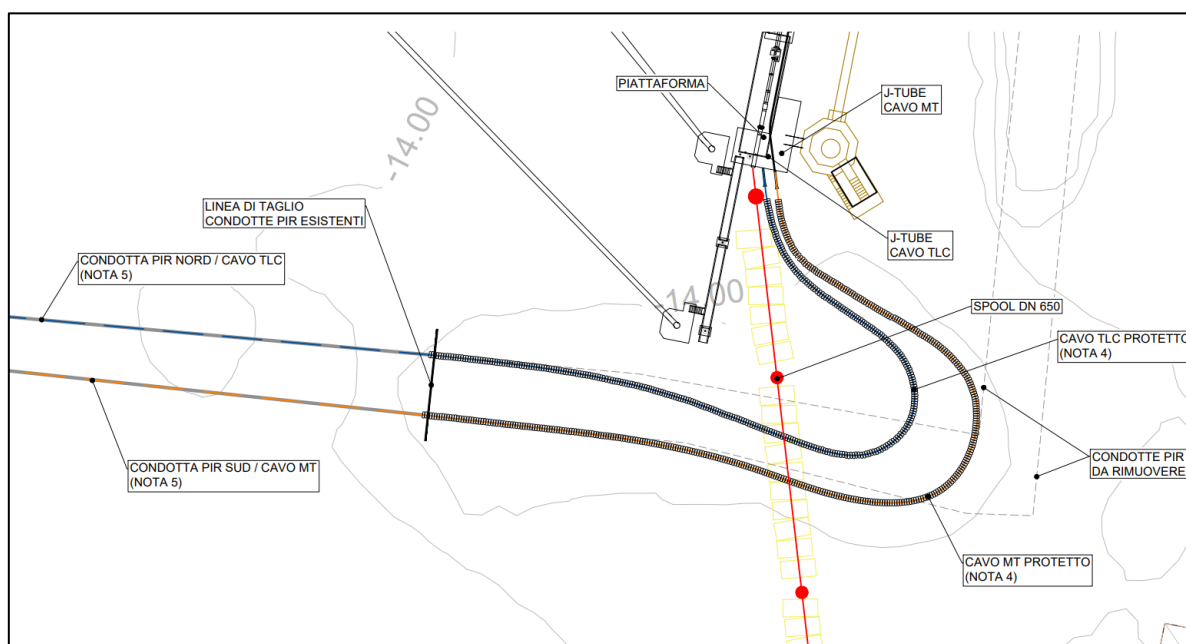 PIATTAFORMA
J-TUBE
CAVO MT
-14.00
LINEA DI TAGLIO
CONDOTTE PIR ESISTENTI
J-TUBE
CAVO TLC
CONDOTTA PIR NORD / CAVO TLC
(NOTA 5)
-14.00
SPOOL DN 650
CAVO TLC PROTETTO
(NOTA 4)
CONDOTTA PIR SUD / CAVO MT
(NOTA 5)
CONDOTTE PIR
DA RIMUOVERE
CAVO MT PROTETTO
(NOTA 4)